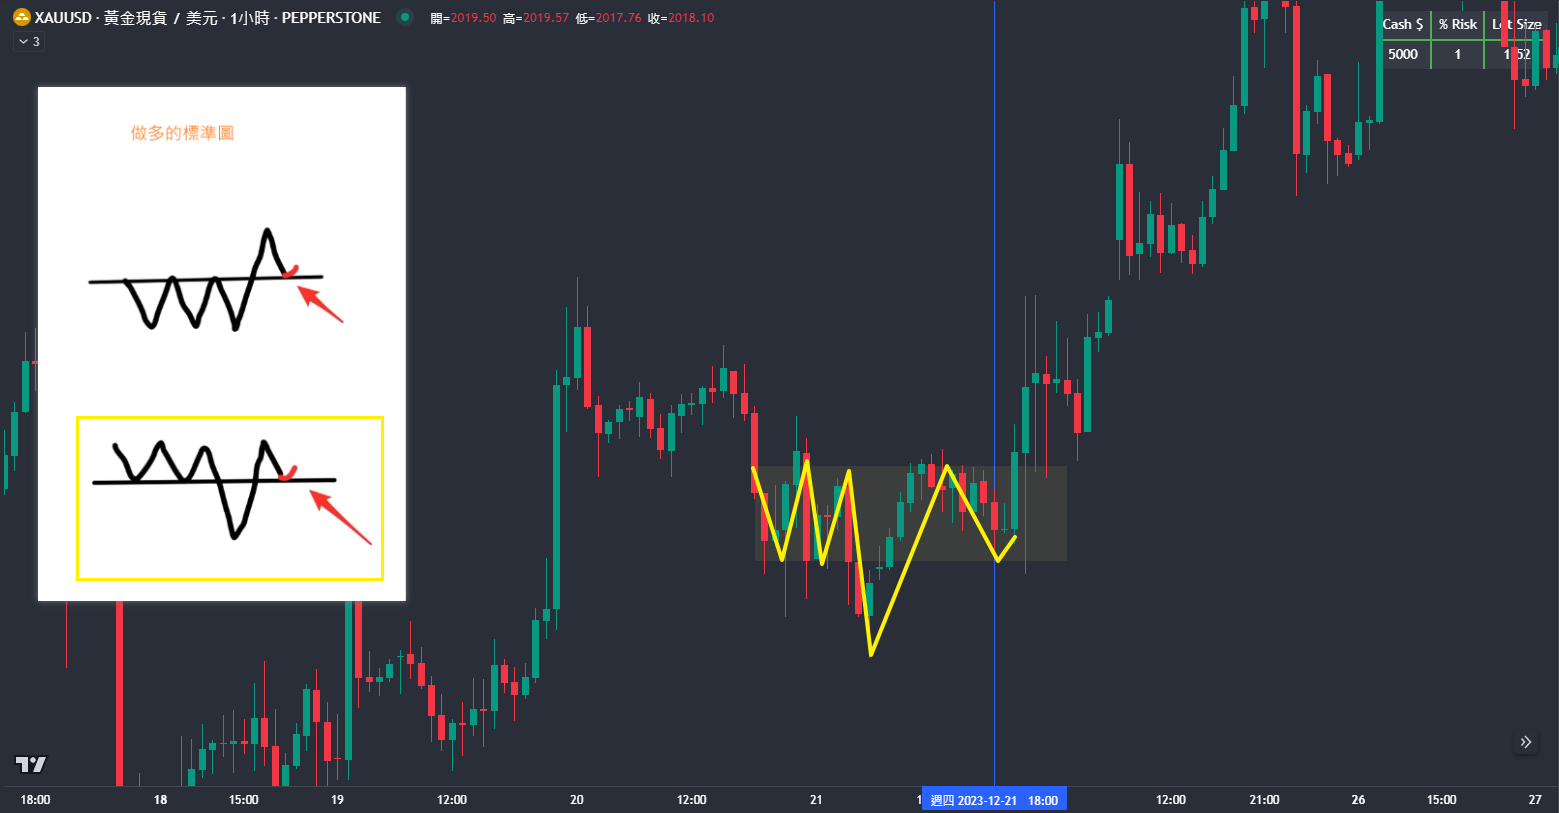 XAUUSD · 黃金現貨 / 美元 · 1小時 · PEPPERSTONE 開=2019.50 高=2019.57 低=2017.76 收=2018.10
3
Cash $ % Risk Lot Size
5000 1 1.52
做多的標準圖
18:00 18 15:00 19 12:00 20 12:00 21 週四 2023-12-21 18:00 12:00 21:00 26 15:00 27